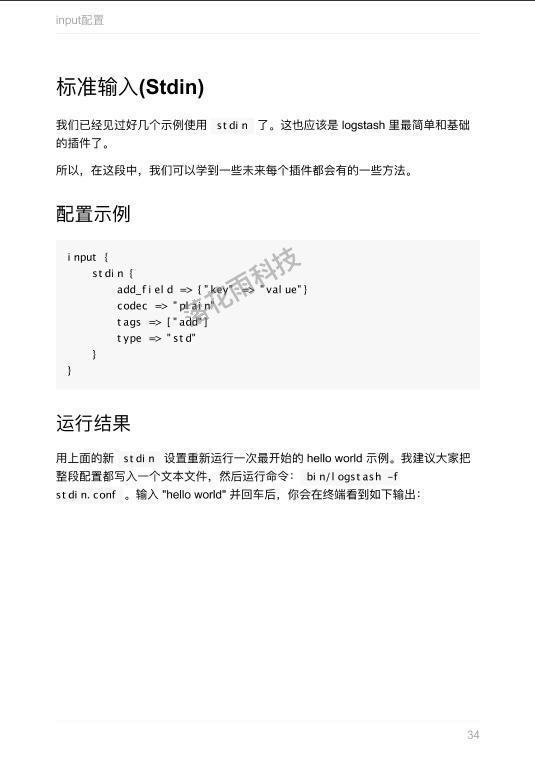 input配置
标准输入(Stdin)
我们已经见过好几个示例使用 stdin 了。这也应该是 logstash 里最简单和基础
的插件了。
所以，在这段中，我们可以学到一些未来每个插件都会有的一些方法。
配置示例
input {
    stdin {
        add_field => {"key" => "value"}
        codec => "plain"
        tags => ["add"]
        type => "std"
    }
}
落花雨科技
运行结果
用上面的新 stdin 设置重新运行一次最开始的 hello world 示例。我建议大家把
整段配置都写入一个文本文件，然后运行命令： bin/logstash -f
stdin.conf 。输入 "hello world" 并回车后，你会在终端看到如下输出：
34